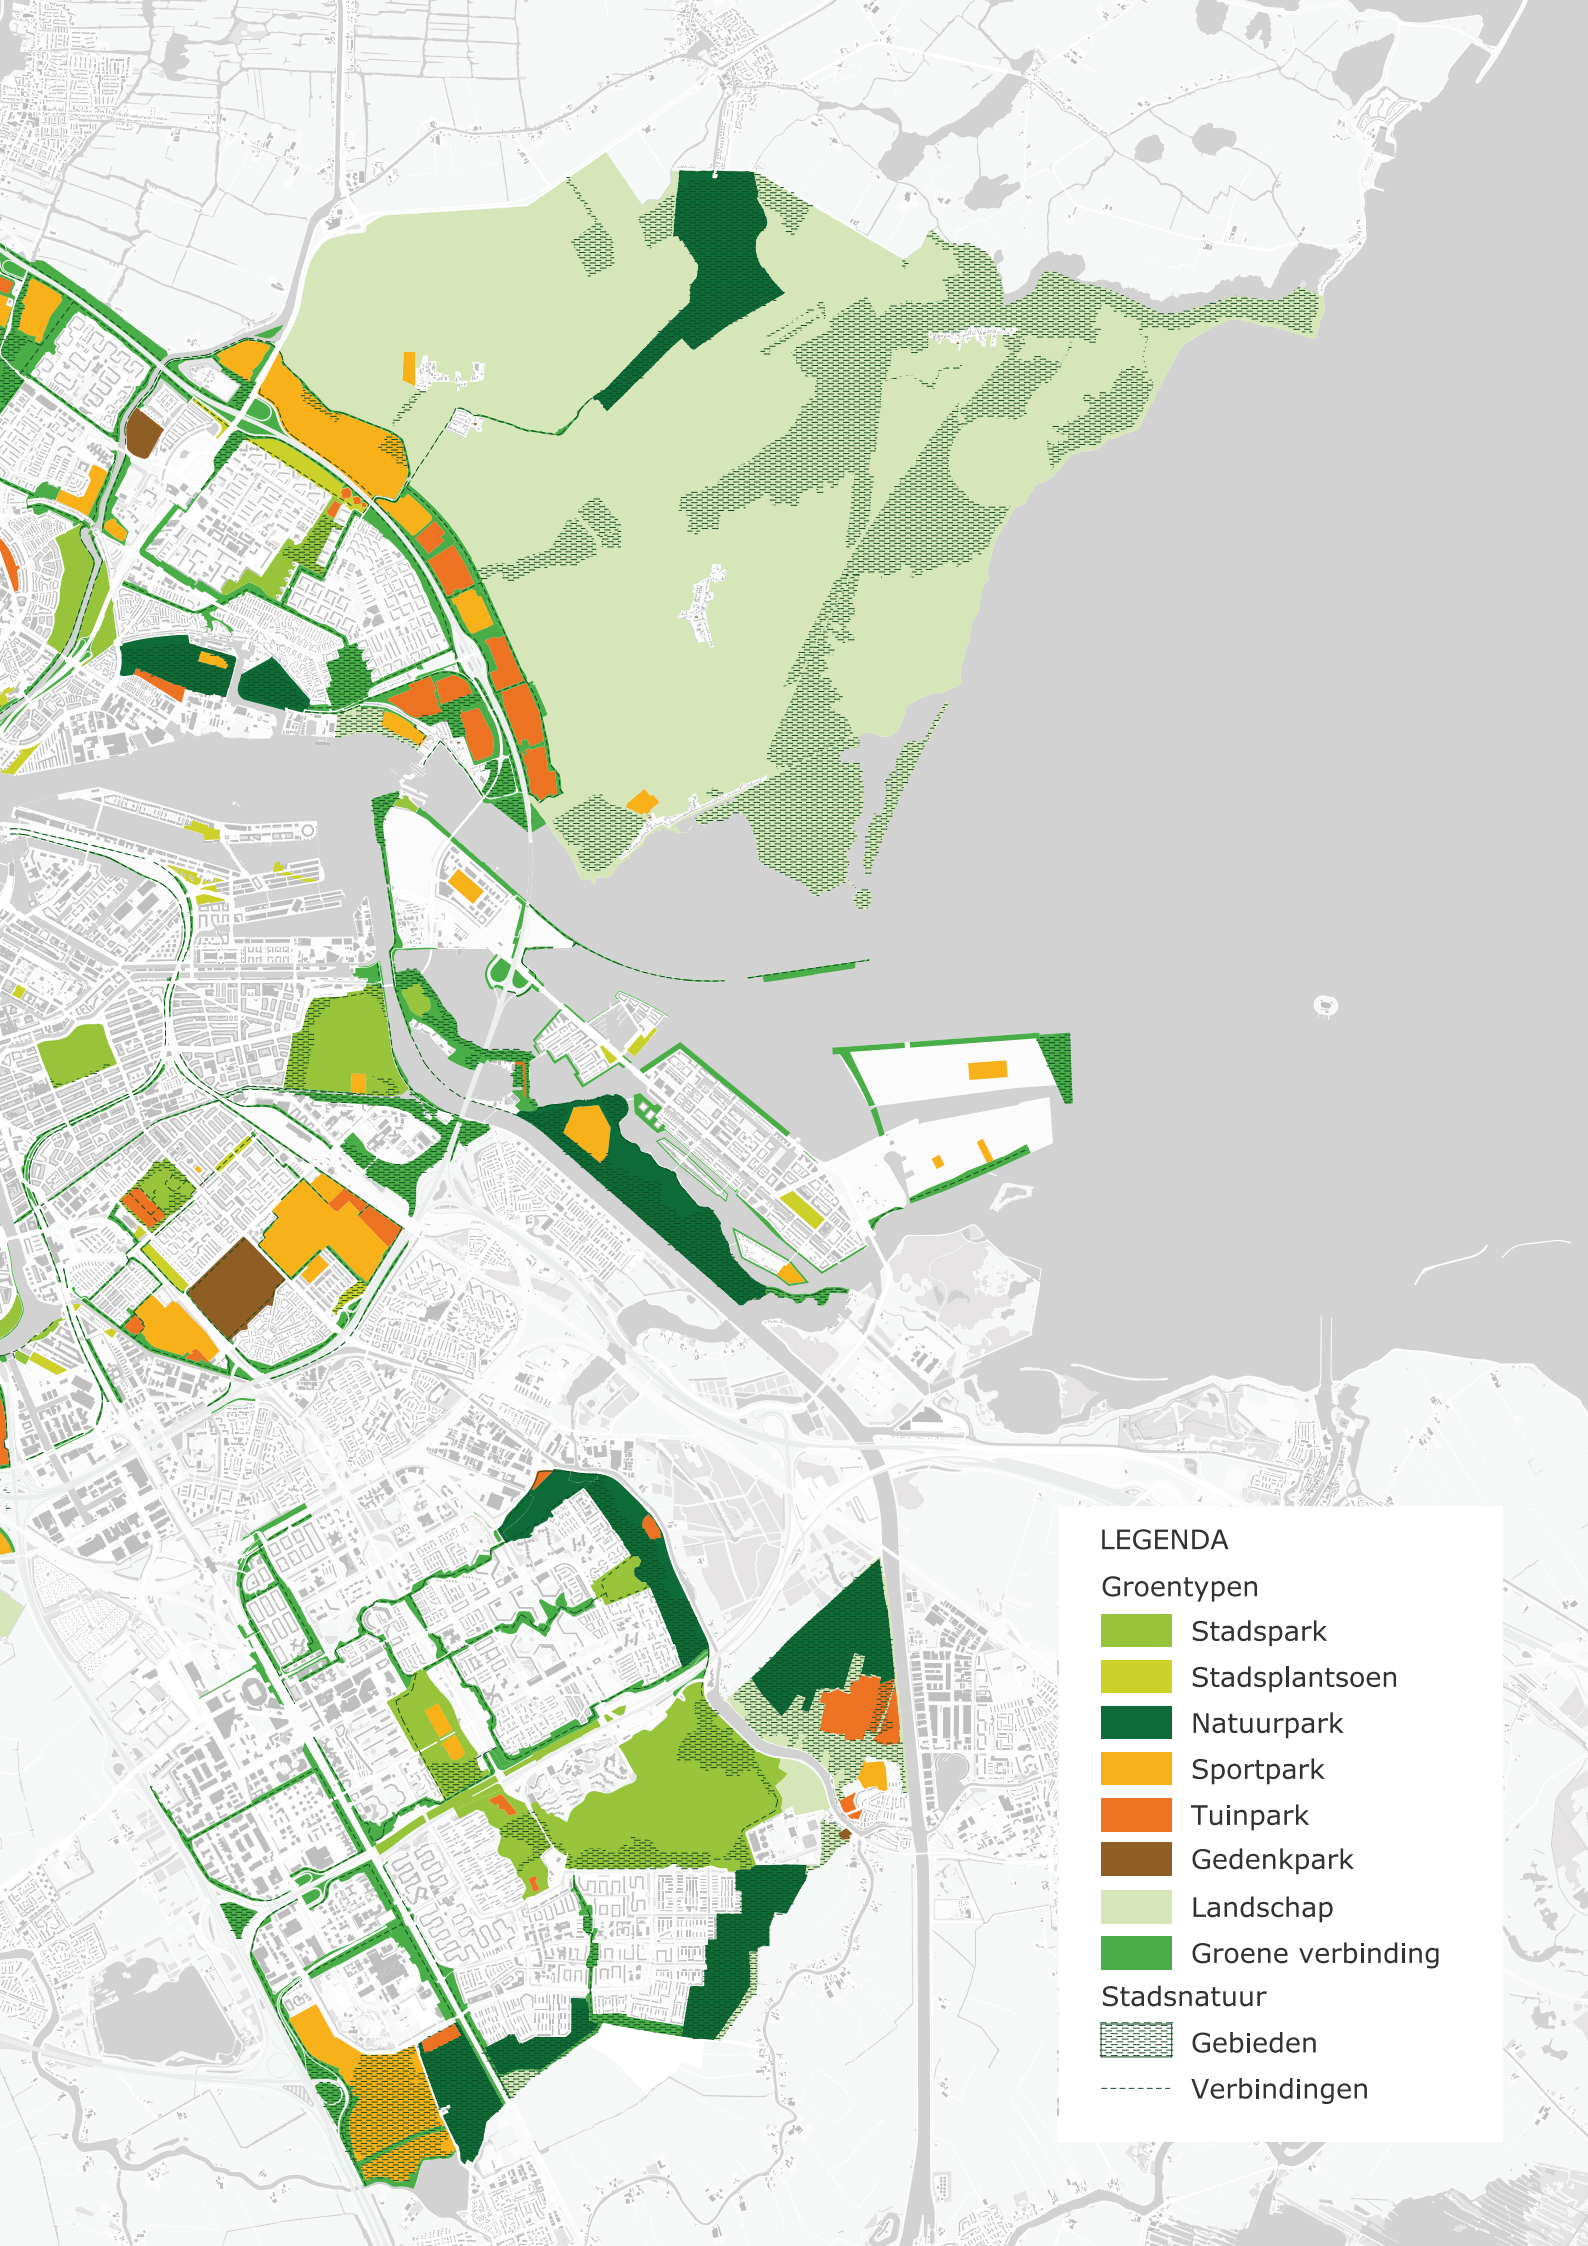 LEGENDA
Groentypen
Stadspark
Stadsplantsoen
Natuurpark
Sportpark
Tuinpark
Gedenkpark
Landschap
Groene verbinding
Stadsnatuur
Gebieden
Verbindingen